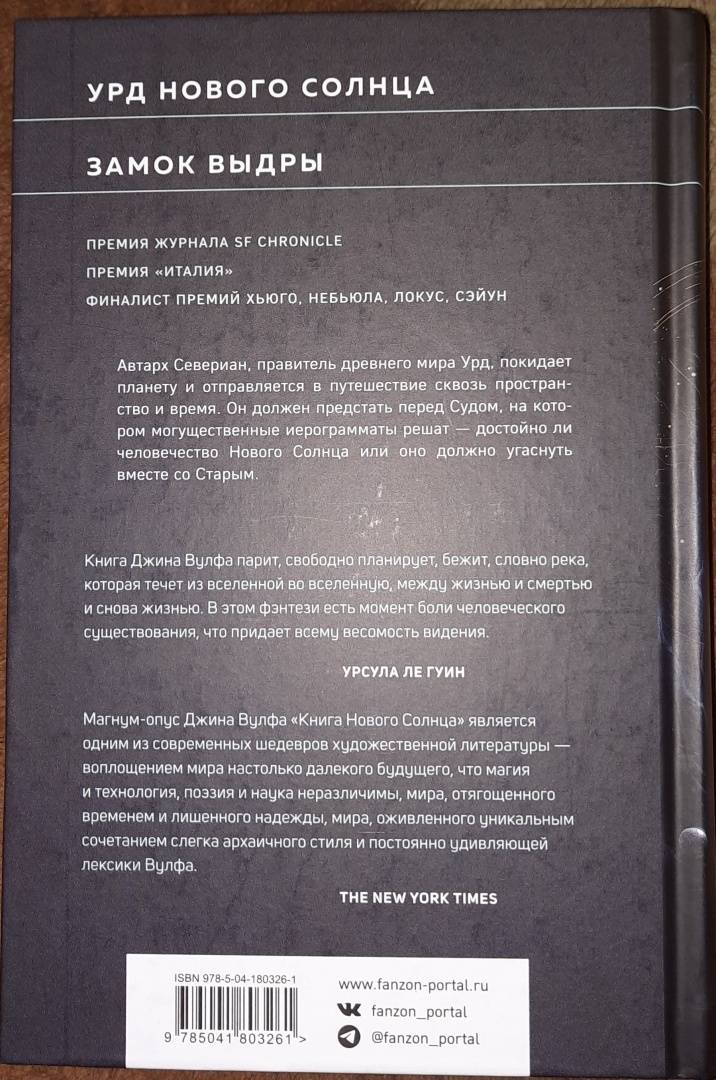 УРД НОВОГО СОЛНЦА
ЗАМОК ВЫДРЫ
ПРЕМИЯ ЖУРНАЛА SF CHRONICLE
ПРЕМИЯ «ИТАЛИЯ»
ФИНАЛИСТ ПРЕМИЙ ХЬЮГО, НЕБЬЮЛА, ЛОКУС, СЭЙУН
Автарх Севериан, правитель древнего мира Урд, покидает
планету и отправляется в путешествие сквозь простран-
ство и время. Он должен предстать перед Судом, на кото-
ром могущественные иерограмматы решат — достойно ли
человечество Нового Солнца или оно должно угаснуть
вместе со Старым.
Книга Джина Вулфа парит, свободно планирует, бежит, словно река,
которая течет из вселенной во вселенную, между жизнью и смертью
и снова жизнью. В этом фэнтези есть момент боли человеческого
существования, что придает всему весомость видения.
УРСУЛА ЛЕ ГУИН
Магнум-опус Джина Вулфа «Книга Нового Солнца» является
одним из современных шедевров художественной литературы —
воплощением мира настолько далекого будущего, что магия
и технология, поэзия и наука неразличимы, мира, отягощенного
временем и лишенного надежды, мира, оживленного уникальным
сочетанием слегка архаичного стиля и постоянно удивляющей
лексики Вулфа.
THE NEW YORK TIMES
ISBN 978-5-04-180326-1
9 785041 803261 >
www.fanzon-portal.ru
fanzon_portal
@fanzon_portal